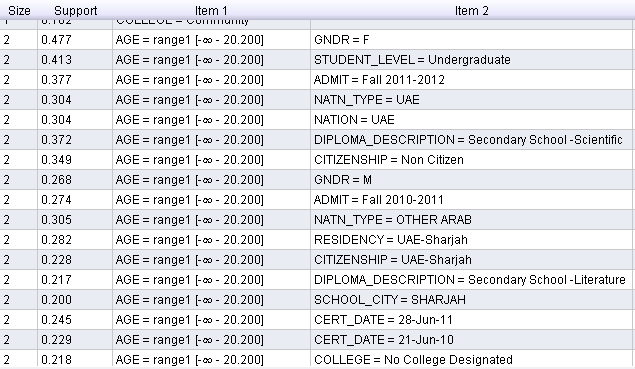 Size Support Item 1 Item 2
1 0.162 COLLEGE = Community
2 0.477 AGE = range1 [-∞ - 20.200] GNDR = F
2 0.413 AGE = range1 [-∞ - 20.200] STUDENT_LEVEL = Undergraduate
2 0.377 AGE = range1 [-∞ - 20.200] ADMIT = Fall 2011-2012
2 0.304 AGE = range1 [-∞ - 20.200] NATN_TYPE = UAE
2 0.304 AGE = range1 [-∞ - 20.200] NATION = UAE
2 0.372 AGE = range1 [-∞ - 20.200] DIPLOMA_DESCRIPTION = Secondary School -Scientific
2 0.349 AGE = range1 [-∞ - 20.200] CITIZENSHIP = Non Citizen
2 0.268 AGE = range1 [-∞ - 20.200] GNDR = M
2 0.274 AGE = range1 [-∞ - 20.200] ADMIT = Fall 2010-2011
2 0.305 AGE = range1 [-∞ - 20.200] NATN_TYPE = OTHER ARAB
2 0.282 AGE = range1 [-∞ - 20.200] RESIDENCY = UAE-Sharjah
2 0.228 AGE = range1 [-∞ - 20.200] CITIZENSHIP = UAE-Sharjah
2 0.217 AGE = range1 [-∞ - 20.200] DIPLOMA_DESCRIPTION = Secondary School -Literature
2 0.200 AGE = range1 [-∞ - 20.200] SCHOOL_CITY = SHARJAH
2 0.245 AGE = range1 [-∞ - 20.200] CERT_DATE = 28-Jun-11
2 0.229 AGE = range1 [-∞ - 20.200] CERT_DATE = 21-Jun-10
2 0.218 AGE = range1 [-∞ - 20.200] COLLEGE = No College Designated